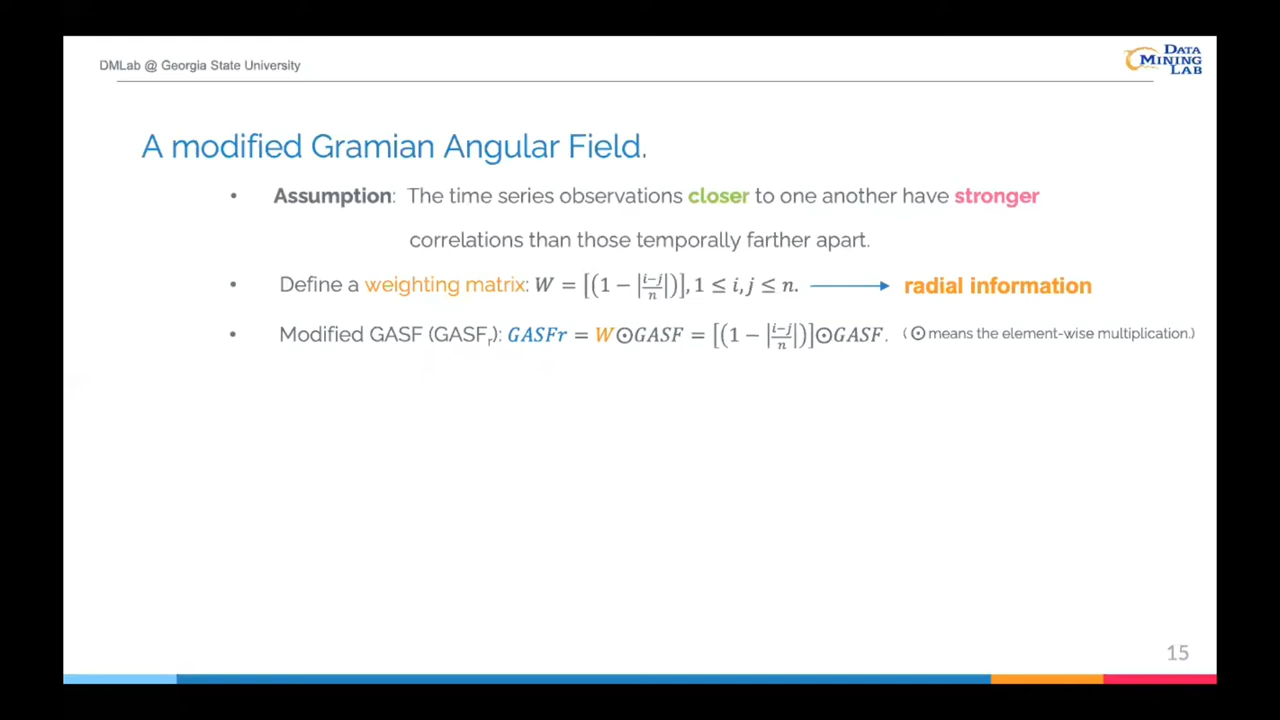 DMLab @ Georgia State University
DATA
MINING
LAB
A modified Gramian Angular Field.
• Assumption: The time series observations closer to one another have stronger
correlations than those temporally farther apart.
• Define a weighting matrix: W = [(1 − |i−j/n|)], 1 ≤ i, j ≤ n. → radial information
• Modified GASF (GASFr): GASFr = W⊙GASF = [(1 − |i−j/n|)]⊙GASF. (⊙ means the element-wise multiplication.)
15